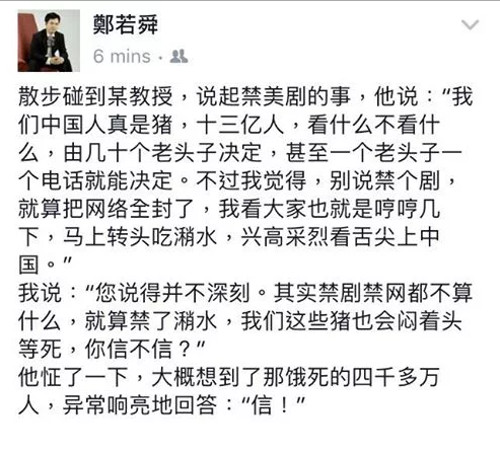 鄭若舜
6 mins ·
散步碰到某教授，说起禁美剧的事，他说：“我
们中国人真是猪，十三亿人，看什么不看什
么，由几十个老头子决定，甚至一个老头子一
个电话就能决定。不过我觉得，别说禁个剧，
就算把网络全封了，我看大家也就是哼哼几
下，马上转头吃潲水，兴高采烈看舌尖上中
国。”
我说：“您说得并不深刻。其实禁剧禁网都不算
什么，就算禁了潲水，我们这些猪也会闷着头
等死，你信不信？”
他怔了一下，大概想到了那饿死的四千多万
人，异常响亮地回答：“信！”